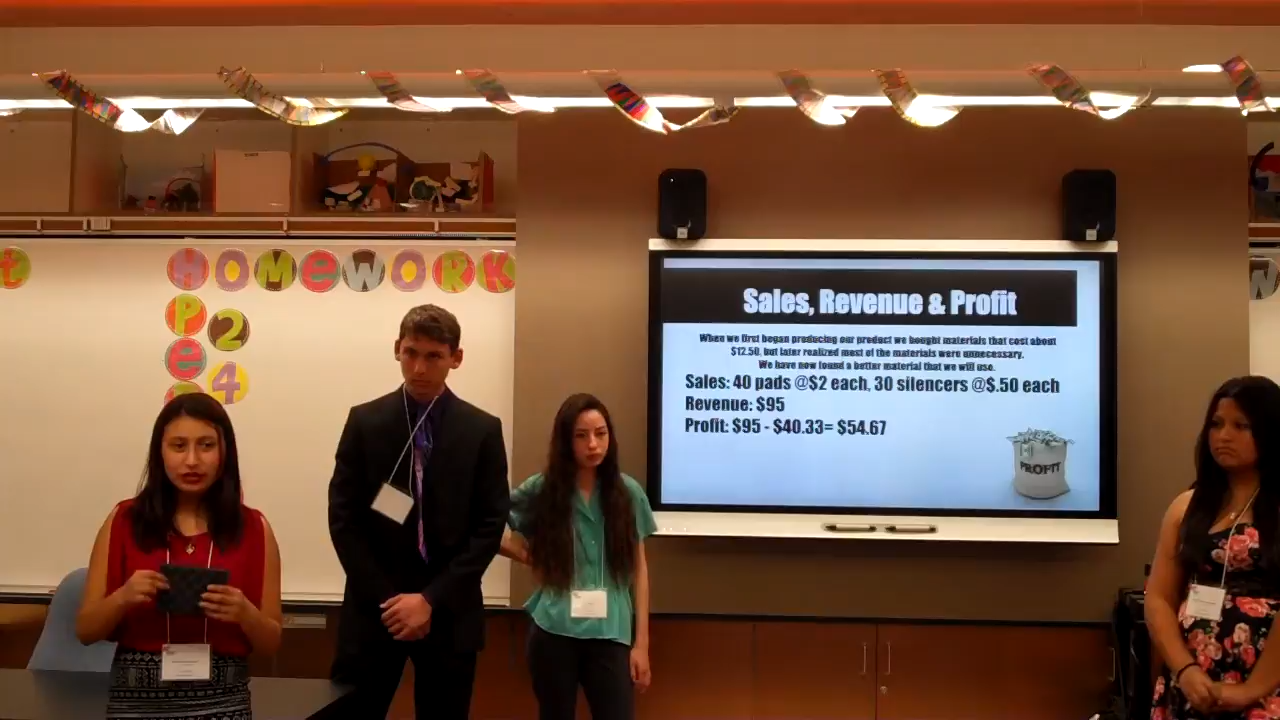 t
HOMEWORK
Pe
24
Sales, Revenue & Profit
When we first began producing our product we bought materials that cost about
$12.50, but later realized most of the materials were unnecessary.
We have now found a better material that we will use.
Sales: 40 pads @$2 each, 30 silencers @$.50 each
Revenue: $95
Profit: $95 - $40.33= $54.67
PROFIT